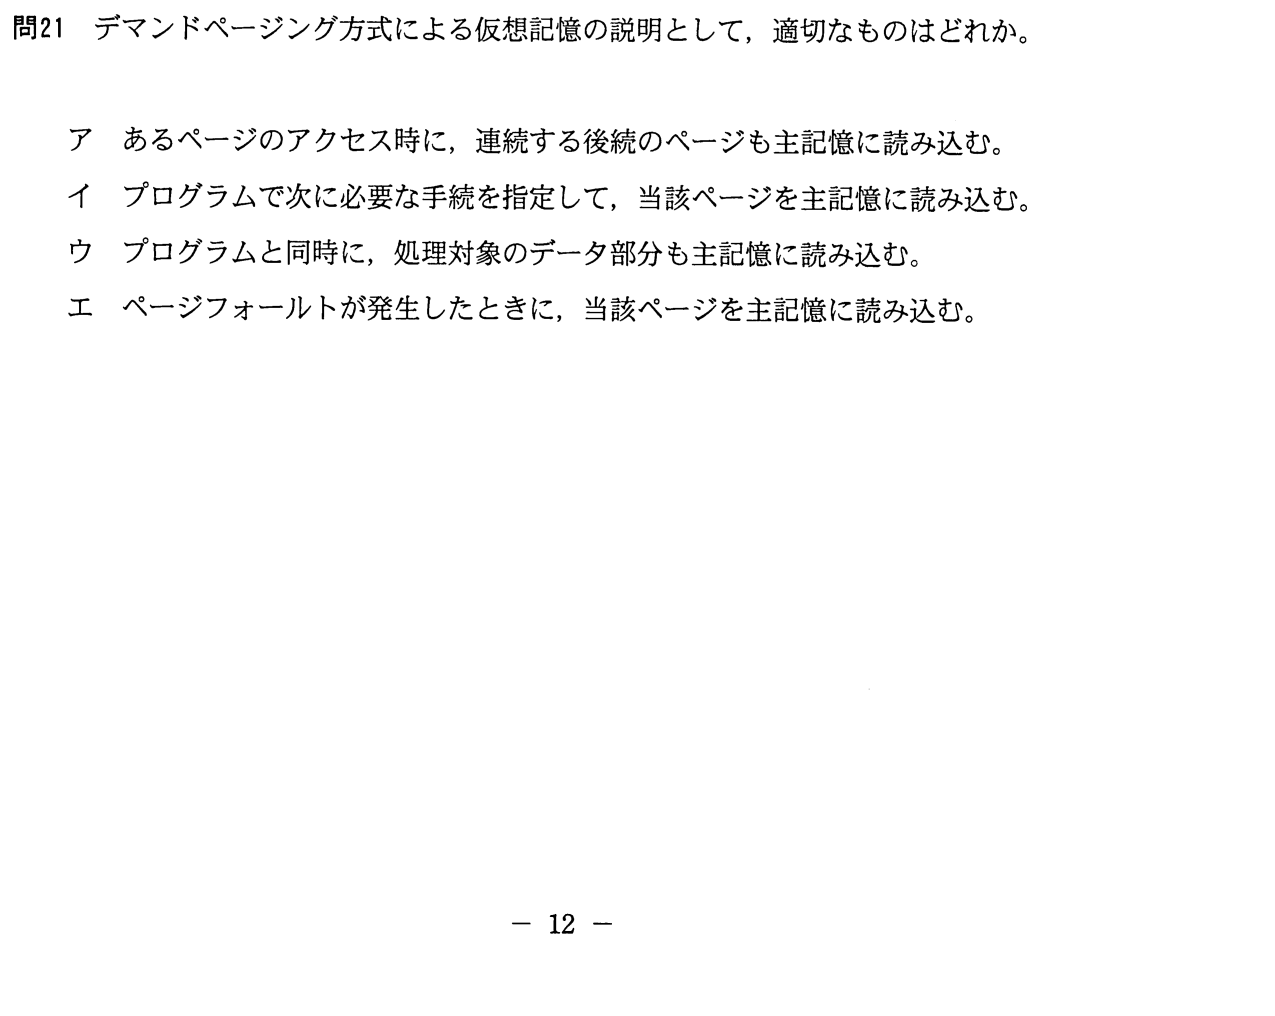 問21　デマンドページング方式による仮想記憶の説明として，適切なものはどれか。
ア　あるページのアクセス時に，連続する後続のページも主記憶に読み込む。
イ　プログラムで次に必要な手続を指定して，当該ページを主記憶に読み込む。
ウ　プログラムと同時に，処理対象のデータ部分も主記憶に読み込む。
エ　ページフォールトが発生したときに，当該ページを主記憶に読み込む。
－ 12 －